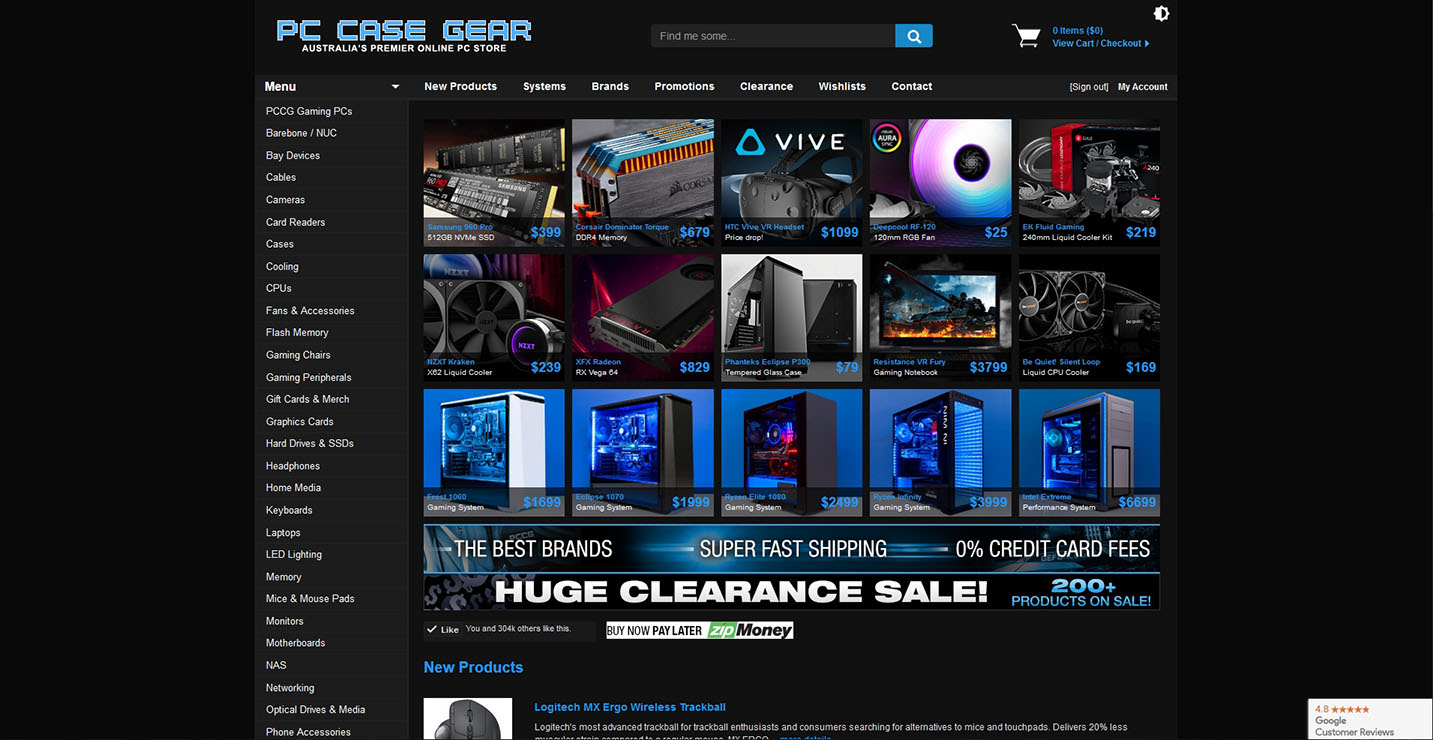 PC CASE GEAR
AUSTRALIA'S PREMIER ONLINE PC STORE
Find me some...
0 Items ($0)
View Cart / Checkout
Menu
New Products
Systems
Brands
Promotions
Clearance
Wishlists
Contact
[Sign out]
My Account
PCCG Gaming PCs
Barebone / NUC
Bay Devices
Cables
Cameras
Card Readers
Cases
Cooling
CPUs
Fans & Accessories
Flash Memory
Gaming Chairs
Gaming Peripherals
Gift Cards & Merch
Graphics Cards
Hard Drives & SSDs
Headphones
Home Media
Keyboards
Laptops
LED Lighting
Memory
Mice & Mouse Pads
Monitors
Motherboards
NAS
Networking
Optical Drives & Media
Phone Accessories
SAMSUNG
Samsung 960 Pro
512GB NVMe SSD
$399
CORSAIR
Corsair Dominator Torque
DDR4 Memory
$679
VIVE
HTC Vive VR Headset
Price drop!
$1099
AURA
SYNC
Deepcool RF-120
120mm RGB Fan
$25
240
EK Fluid Gaming
240mm Liquid Cooler Kit
$219
NZXT
NZXT
NZXT
NZXT Kraken
X62 Liquid Cooler
$239
RADEON
XFX Radeon
RX Vega 64
$829
Phanteks Eclipse P300
Tempered Glass Case
$79
Resistance VR Fury
Gaming Notebook
$3799
be quiet!
Be Quiet! Silent Loop
Liquid CPU Cooler
$169
Frost 1060
Gaming System
$1699
Eclipse 1070
Gaming System
$1999
Ryzen Elite 1080
Gaming System
$2499
Ryzen Infinity
Gaming System
$3999
Intel Extreme
Performance System
$6699
THE BEST BRANDS
SUPER FAST SHIPPING
0% CREDIT CARD FEES
HUGE CLEARANCE SALE!
200+
PRODUCTS ON SALE!
Like
You and 304k others like this.
BUY NOW PAY LATER zipMoney
New Products
Logitech MX Ergo Wireless Trackball
Logitech's most advanced trackball for trackball enthusiasts and consumers searching for alternatives to mice and touchpads. Delivers 20% less
muscular strain compared to a regular mouse, MX ERGO... more details
4.8 ★★★★★
Google
Customer Reviews